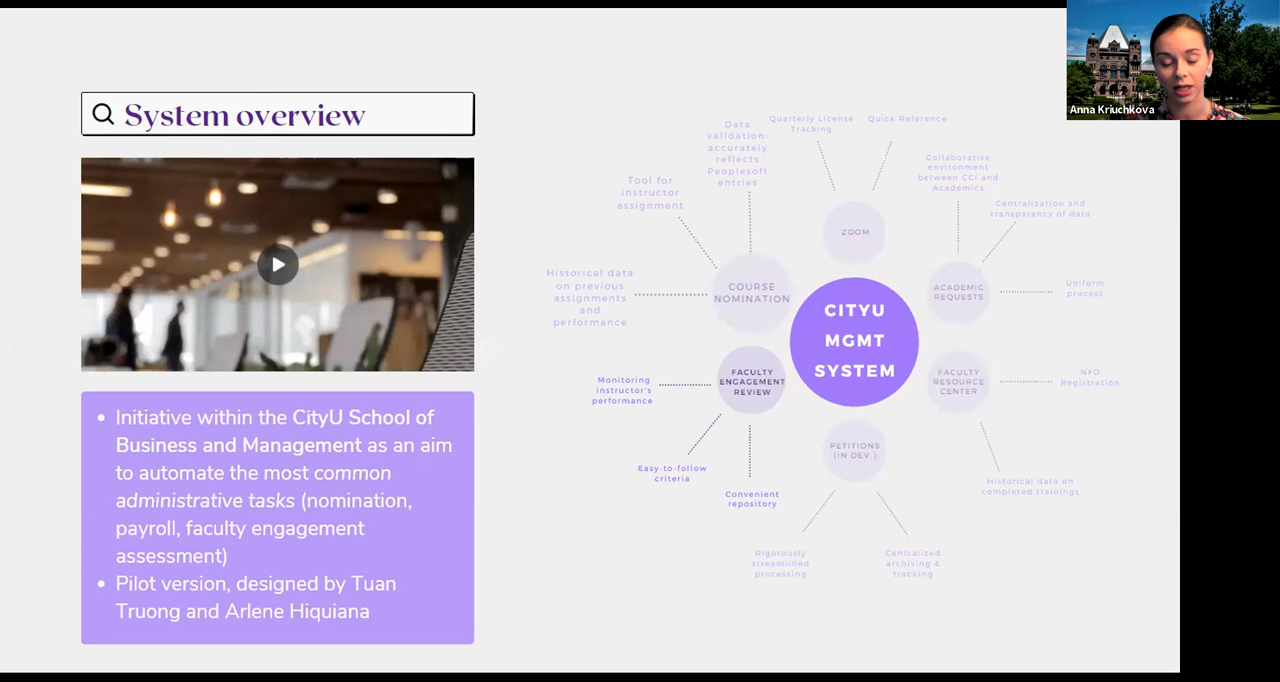 Anna Kriuchkova
System overview
Initiative within the CityU School of
Business and Management as an aim
to automate the most common
administrative tasks (nomination,
payroll, faculty engagement
assessment)
Pilot version, designed by Tuan
Truong and Arlene Hiquiana
CITYU
MGMT
SYSTEM
ZOOM
Quarterly License
Tracking
Quick Reference
ACADEMIC
REQUESTS
Collaborative
environment
between CCI and
Academics
Centralization and
transparency of data
Uniform
process
FACULTY
RESOURCE
CENTER
NFO
Registration
Historical data on
completed trainings
PETITIONS
(IN DEV.)
Centralized
archiving &
tracking
Rigorously
streamlined
processing
FACULTY
ENGAGEMENT
REVIEW
Convenient
repository
Easy-to-follow
criteria
Monitoring
instructor's
performance
COURSE
NOMINATION
Historical data
on previous
assignments
and
performance
Tool for
instructor
assignment
Data
validation:
accurately
reflects
Peoplesoft
entries